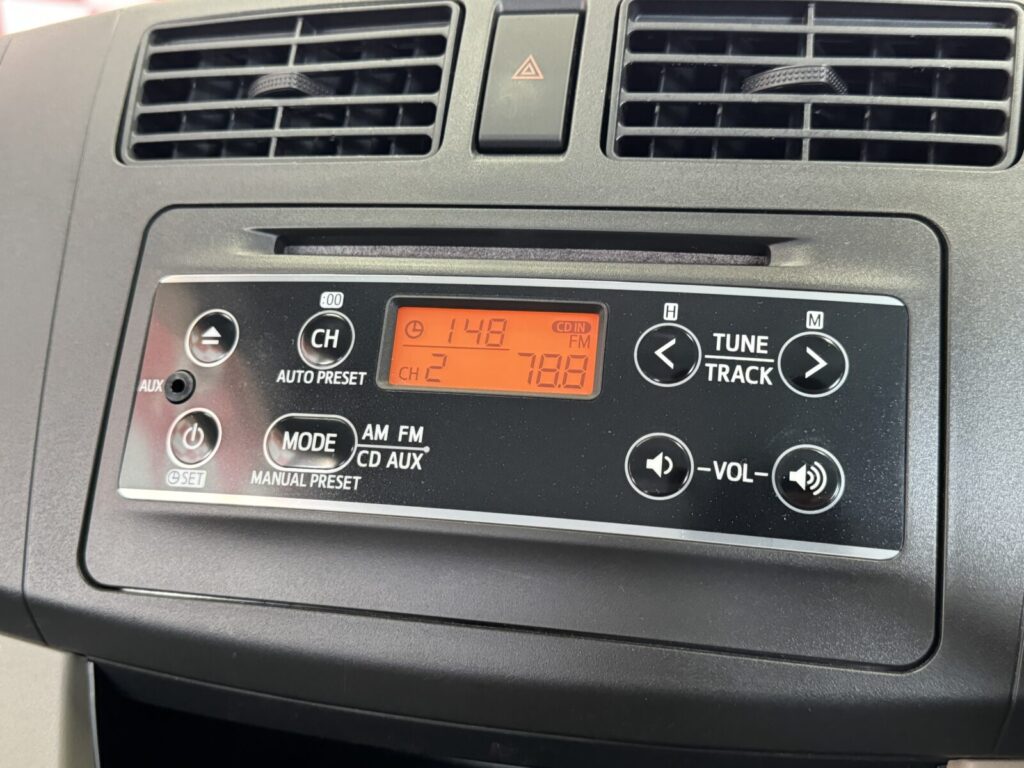 :00
CH
AUTO PRESET
AUX
148
CD IN
FM
CH 2
78.8
H
M
TUNE
TRACK
MODE
AM FM
CD AUX
MANUAL PRESET
SET
-VOL-